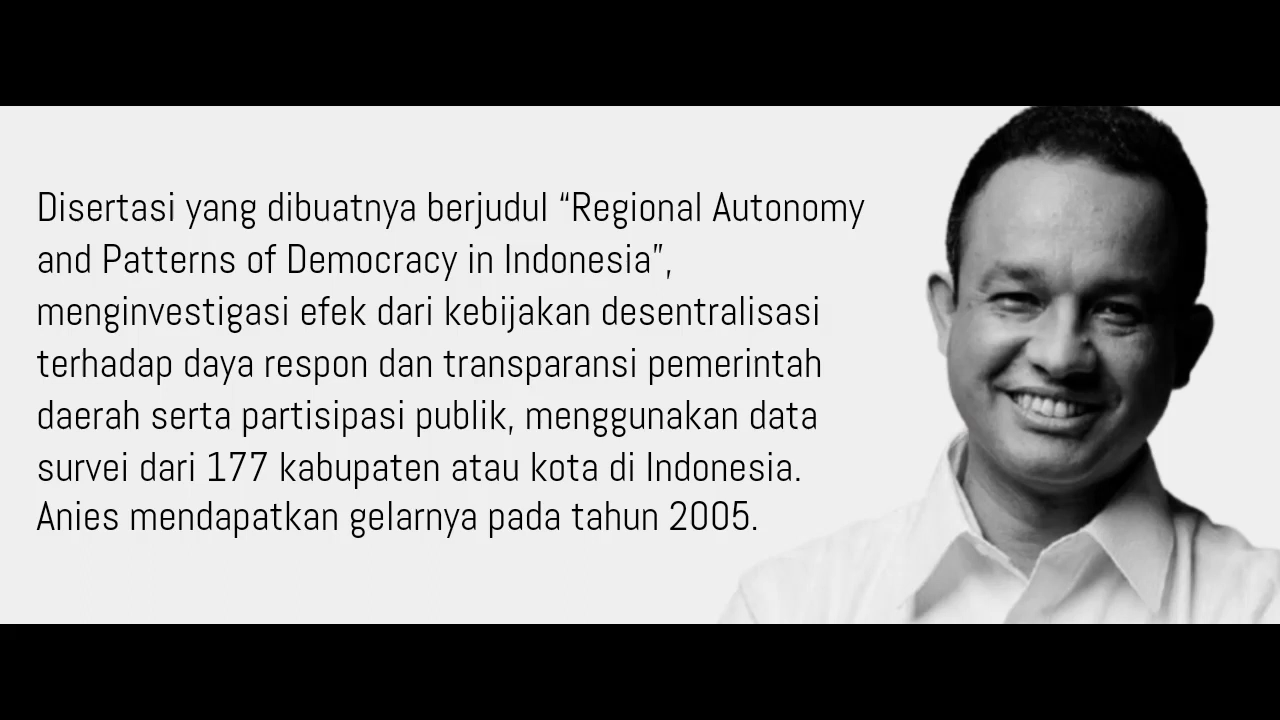 Disertasi yang dibuatnya berjudul “Regional Autonomy
and Patterns of Democracy in Indonesia”,
menginvestigasi efek dari kebijakan desentralisasi
terhadap daya respon dan transparansi pemerintah
daerah serta partisipasi publik, menggunakan data
survei dari 177 kabupaten atau kota di Indonesia.
Anies mendapatkan gelarnya pada tahun 2005.